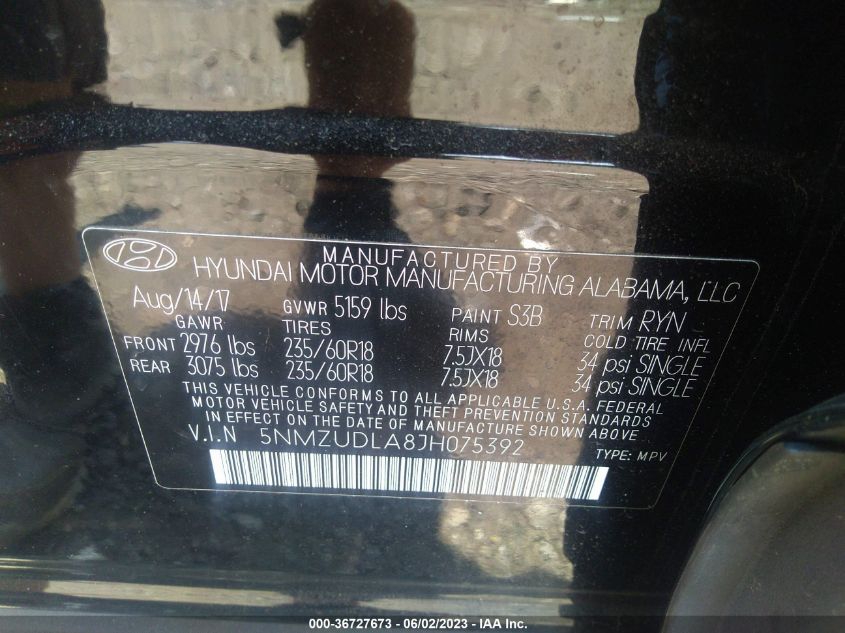 MANUFACTURED BY
HYUNDAI MOTOR MANUFACTURING ALABAMA, LLC
Aug/14/17 GVWR 5159 lbs PAINT S3B TRIM RYN
GAWR TIRES RIMS COLD TIRE INFL
FRONT 2976 lbs 235/60R18 7.5JX18 34 psi SINGLE
REAR 3075 lbs 235/60R18 7.5JX18 34 psi SINGLE
THIS VEHICLE CONFORMS TO ALL APPLICABLE U.S.A. FEDERAL
MOTOR VEHICLE SAFETY AND THEFT PREVENTION STANDARDS
IN EFFECT ON THE DATE OF MANUFACTURE SHOWN ABOVE.
V.I.N 5NMZUDLA8JH075392 TYPE: MPV
000-36727673 - 06/02/2023 - IAA Inc.